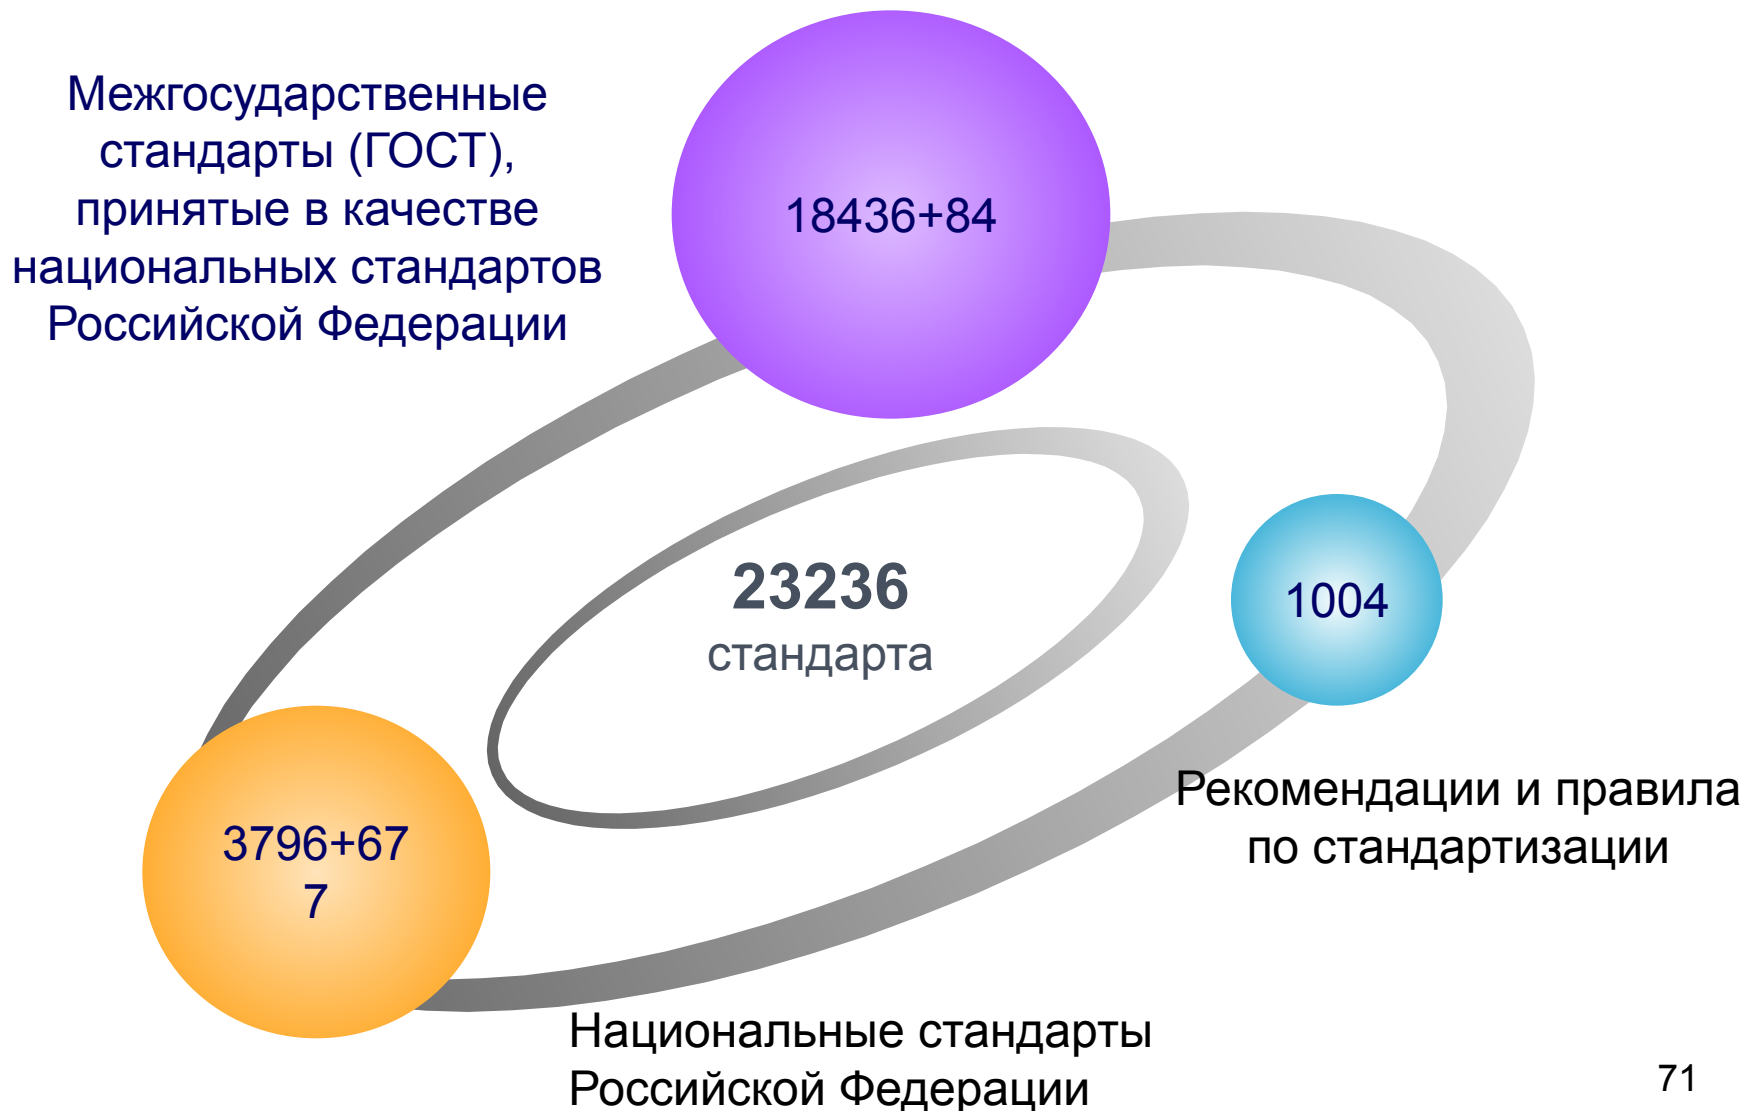 Межгосударственные
стандарты (ГОСТ),
принятые в качестве
национальных стандартов
Российской Федерации
18436+84
23236
стандарта
1004
Рекомендации и правила
по стандартизации
3796+67
7
Национальные стандарты
Российской Федерации
71